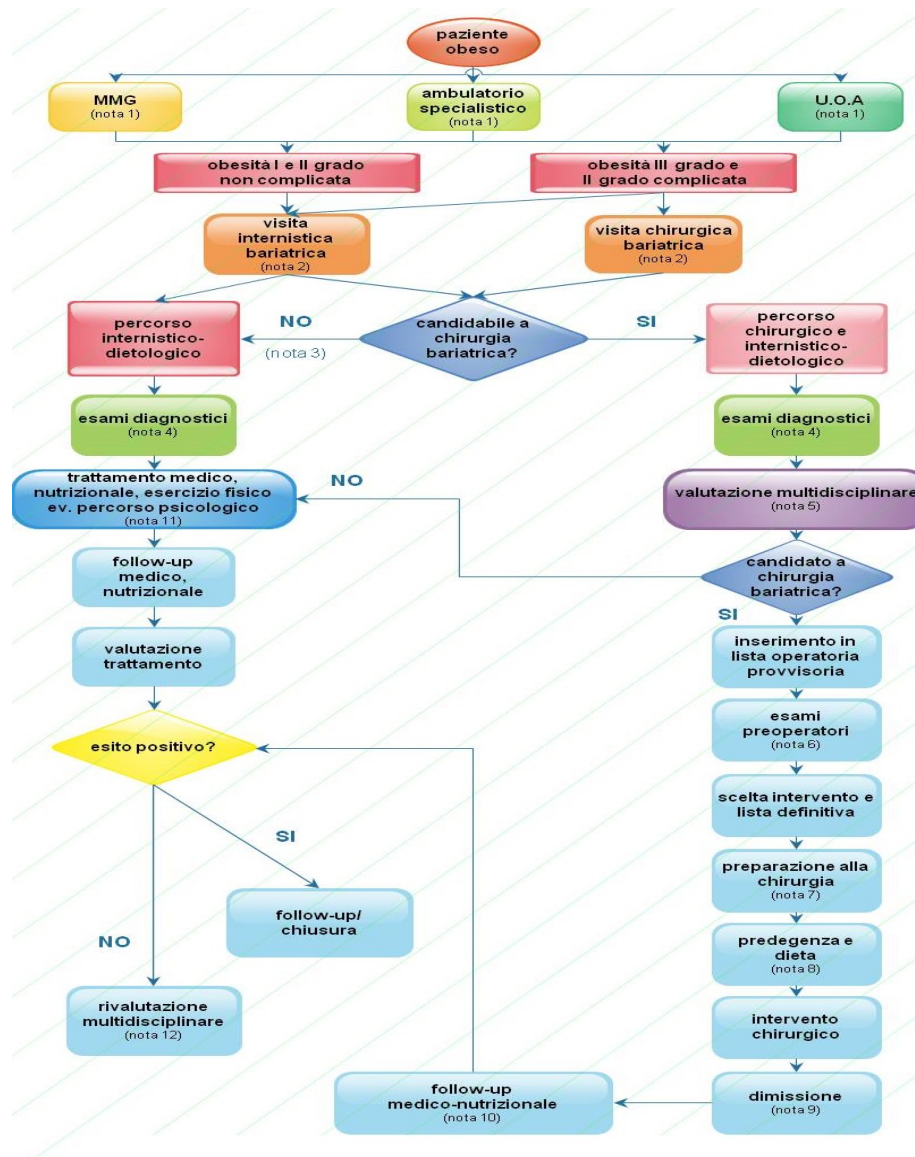 paziente
obeso
MMG
(nota 1)
ambulatorio
specialistico
(nota 1)
U.O.A
(nota 1)
obesità I e II grado
non complicata
obesità III grado e
II grado complicata
visita
internistica
bariatrica
(nota 2)
visita chirurgica
bariatrica
(nota 2)
percorso
internistico-
dietologico
NO
(nota 3)
candidabile a
chirurgia
bariatrica?
SI
percorso
chirurgico e
internistico-
dietologico
esami diagnostici
(nota 4)
esami diagnostici
(nota 4)
trattamento medico,
nutrizionale, esercizio fisico
ev. percorso psicologico
(nota 11)
NO
valutazione multidisciplinare
(nota 5)
follow-up
medico,
nutrizionale
candidato a
chirurgia
bariatrica?
SI
valutazione
trattamento
inserimento in
lista operatoria
provvisoria
esito positivo?
esami
preoperatori
(nota 6)
scelta intervento e
lista definitiva
SI
preparazione alla
chirurgia
(nota 7)
follow-up/
chiusura
NO
predegenza e
dieta
(nota 8)
rivalutazione
multidisciplinare
(nota 12)
intervento
chirurgico
follow-up
medico-nutrizionale
(nota 10)
dimissione
(nota 9)